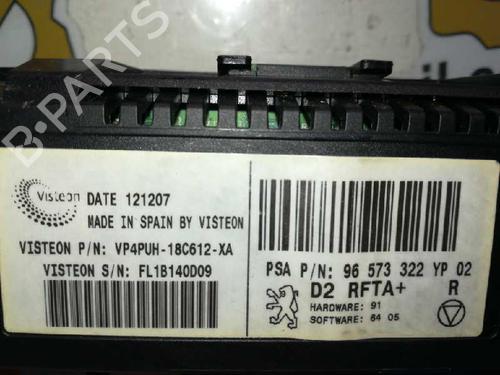 Visteon
DATE 121207
MADE IN SPAIN BY VISTEON
VISTEON P/N: VP4PUH-18C612-XA
VISTEON S/N: FL1B140D09
PSA P/N: 96 573 322 YP 02
D2 RFTA+ R
HARDWARE: 91
SOFTWARE: 64 05
B-PARTS